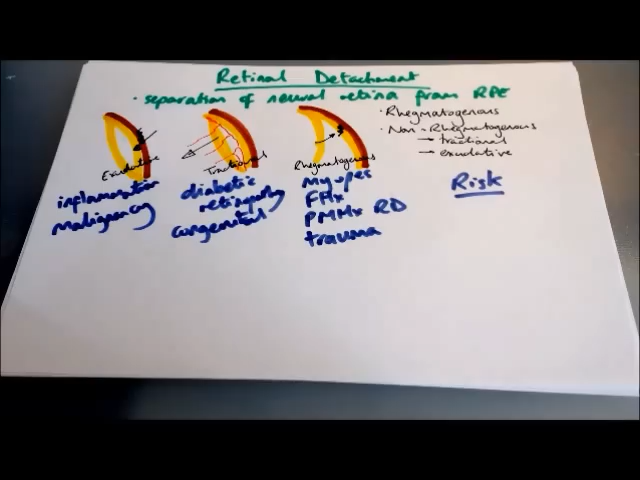 Retinal Detachment
· separation of neural retina from RPE
Exudative
inflammation
malignancy
Tractional
diabetic
retinopathy
congenital
Rhegmatogenous
myopes
FHx
PMHx RD
trauma
· Rhegmatogenous
· Non-Rhegmatogenous
→ tractional
→ exudative
Risk